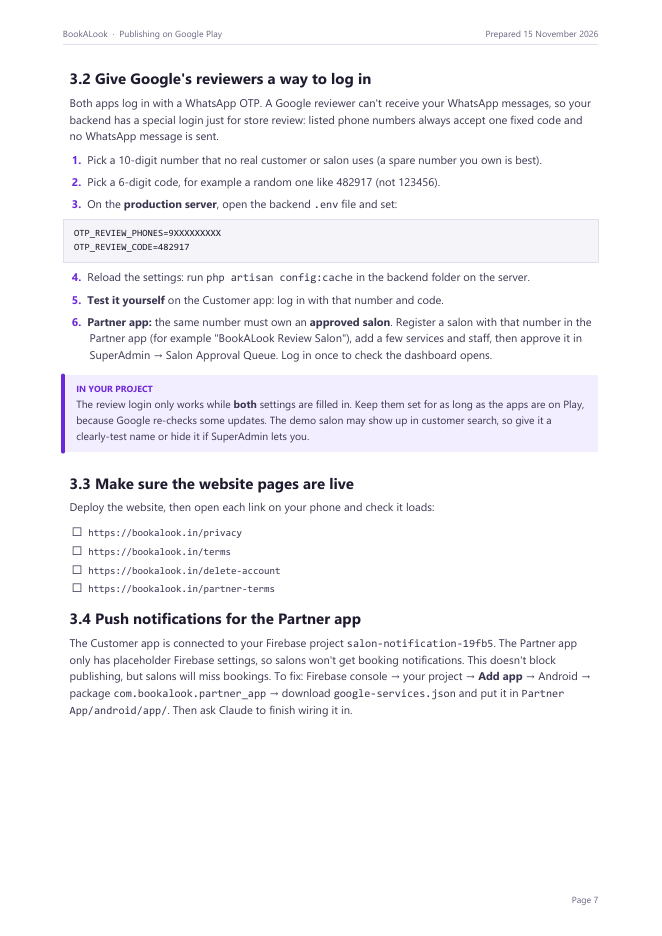 BookALook · Publishing on Google Play
Prepared 15 November 2026
3.2 Give Google's reviewers a way to log in
Both apps log in with a WhatsApp OTP. A Google reviewer can't receive your WhatsApp messages, so your
backend has a special login just for store review: listed phone numbers always accept one fixed code and
no WhatsApp message is sent.
1. Pick a 10-digit number that no real customer or salon uses (a spare number you own is best).
2. Pick a 6-digit code, for example a random one like 482917 (not 123456).
3. On the production server, open the backend .env file and set:
OTP_REVIEW_PHONES=9XXXXXXXXX
OTP_REVIEW_CODE=482917
4. Reload the settings: run php artisan config:cache in the backend folder on the server.
5. Test it yourself on the Customer app: log in with that number and code.
6. Partner app: the same number must own an approved salon. Register a salon with that number in the
Partner app (for example "BookALook Review Salon"), add a few services and staff, then approve it in
SuperAdmin → Salon Approval Queue. Log in once to check the dashboard opens.
IN YOUR PROJECT
The review login only works while both settings are filled in. Keep them set for as long as the apps are on Play,
because Google re-checks some updates. The demo salon may show up in customer search, so give it a
clearly-test name or hide it if SuperAdmin lets you.
3.3 Make sure the website pages are live
Deploy the website, then open each link on your phone and check it loads:
☐ https://bookalook.in/privacy
☐ https://bookalook.in/terms
☐ https://bookalook.in/delete-account
☐ https://bookalook.in/partner-terms
3.4 Push notifications for the Partner app
The Customer app is connected to your Firebase project salon-notification-19fb5. The Partner app
only has placeholder Firebase settings, so salons won't get booking notifications. This doesn't block
publishing, but salons will miss bookings. To fix: Firebase console → your project → Add app → Android →
package com.bookalook.partner_app → download google-services.json and put it in Partner
App/android/app/. Then ask Claude to finish wiring it in.
Page 7